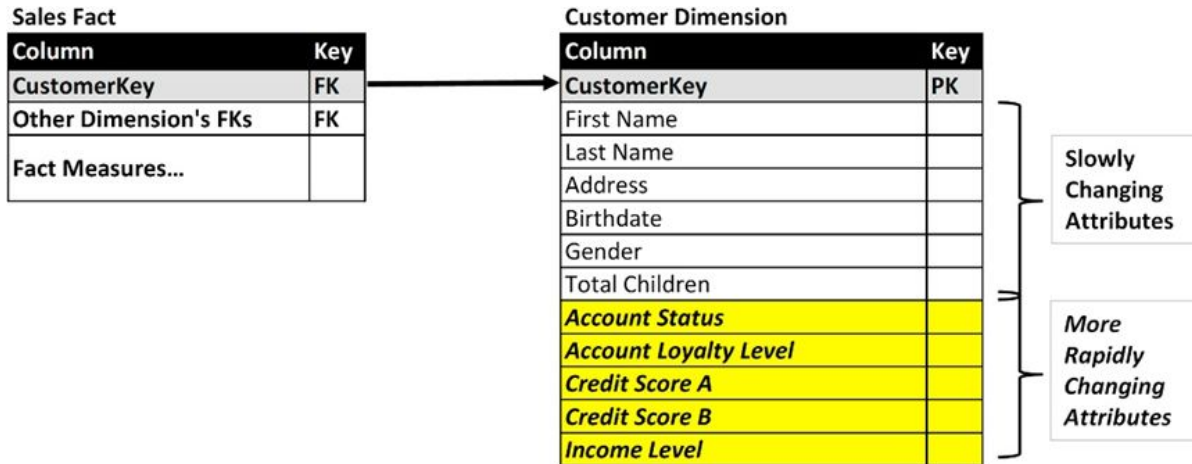 Sales Fact
Column Key
CustomerKey FK
Other Dimension's FKs FK
Fact Measures...
Customer Dimension
Column Key
CustomerKey PK
First Name
Last Name
Address
Birthdate
Gender
Total Children
Account Status
Account Loyalty Level
Credit Score A
Credit Score B
Income Level
Slowly
Changing
Attributes
More
Rapidly
Changing
Attributes